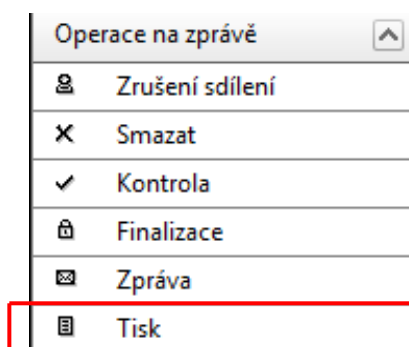 Operace na zprávě
Zrušení sdílení
Smazat
Kontrola
Finalizace
Zpráva
Tisk